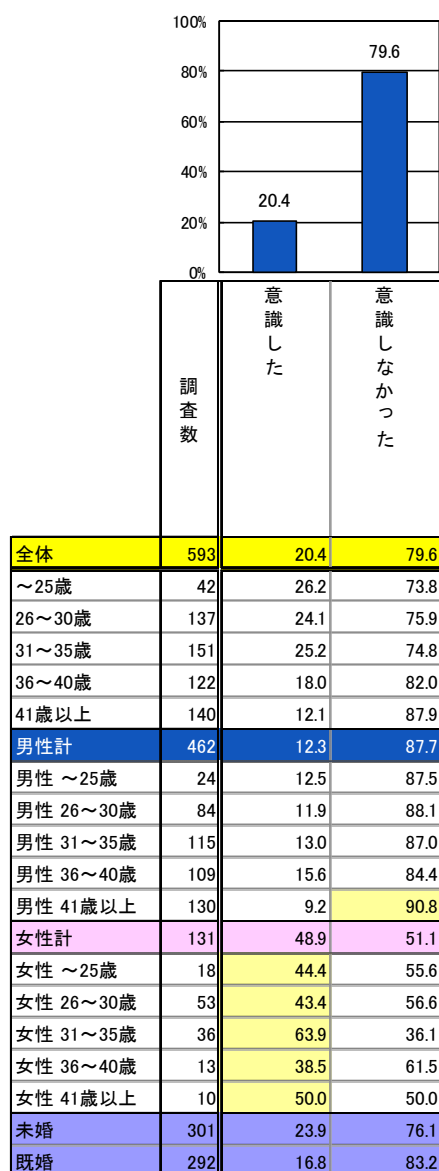 100%
80%
60%
40%
20%
0%
20.4
79.6
調査数 意識した 意識しなかった
全体 593 20.4 79.6
～25歳 42 26.2 73.8
26～30歳 137 24.1 75.9
31～35歳 151 25.2 74.8
36～40歳 122 18.0 82.0
41歳以上 140 12.1 87.9
男性計 462 12.3 87.7
男性 ～25歳 24 12.5 87.5
男性 26～30歳 84 11.9 88.1
男性 31～35歳 115 13.0 87.0
男性 36～40歳 109 15.6 84.4
男性 41歳以上 130 9.2 90.8
女性計 131 48.9 51.1
女性 ～25歳 18 44.4 55.6
女性 26～30歳 53 43.4 56.6
女性 31～35歳 36 63.9 36.1
女性 36～40歳 13 38.5 61.5
女性 41歳以上 10 50.0 50.0
未婚 301 23.9 76.1
既婚 292 16.8 83.2